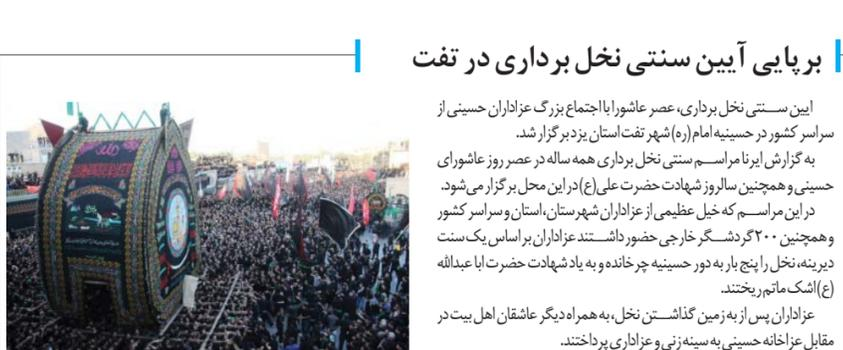 برپایی آیین سنتی نخل برداری در تفت
ایین سنتی نخل برداری، عصر عاشورا با اجتماع بزرگ عزاداران حسینی از
سراسر کشور در حسینیه امام (ره) شهر تفت استان یزد برگزار شد.
به گزارش ایرنا مراسم سنتی نخل برداری همه ساله در عصر روز عاشورای
حسینی و همچنین سالروز شهادت حضرت علی (ع) در این محل برگزار می‌شود.
در این مراسم که خیل عظیمی از عزاداران شهرستان، استان و سراسر کشور
و همچنین ۲۰۰ گردشگر خارجی حضور داشتند عزاداران بر اساس یک سنت
دیرینه، نخل را پنج بار به دور حسینیه چرخانده و به یاد شهادت حضرت ابا عبدالله
(ع) اشک ماتم ریختند.
عزاداران پس از به زمین گذاشتن نخل، به همراه دیگر عاشقان اهل بیت در
مقابل عزاخانه حسینی به سینه زنی و عزاداری پرداختند.